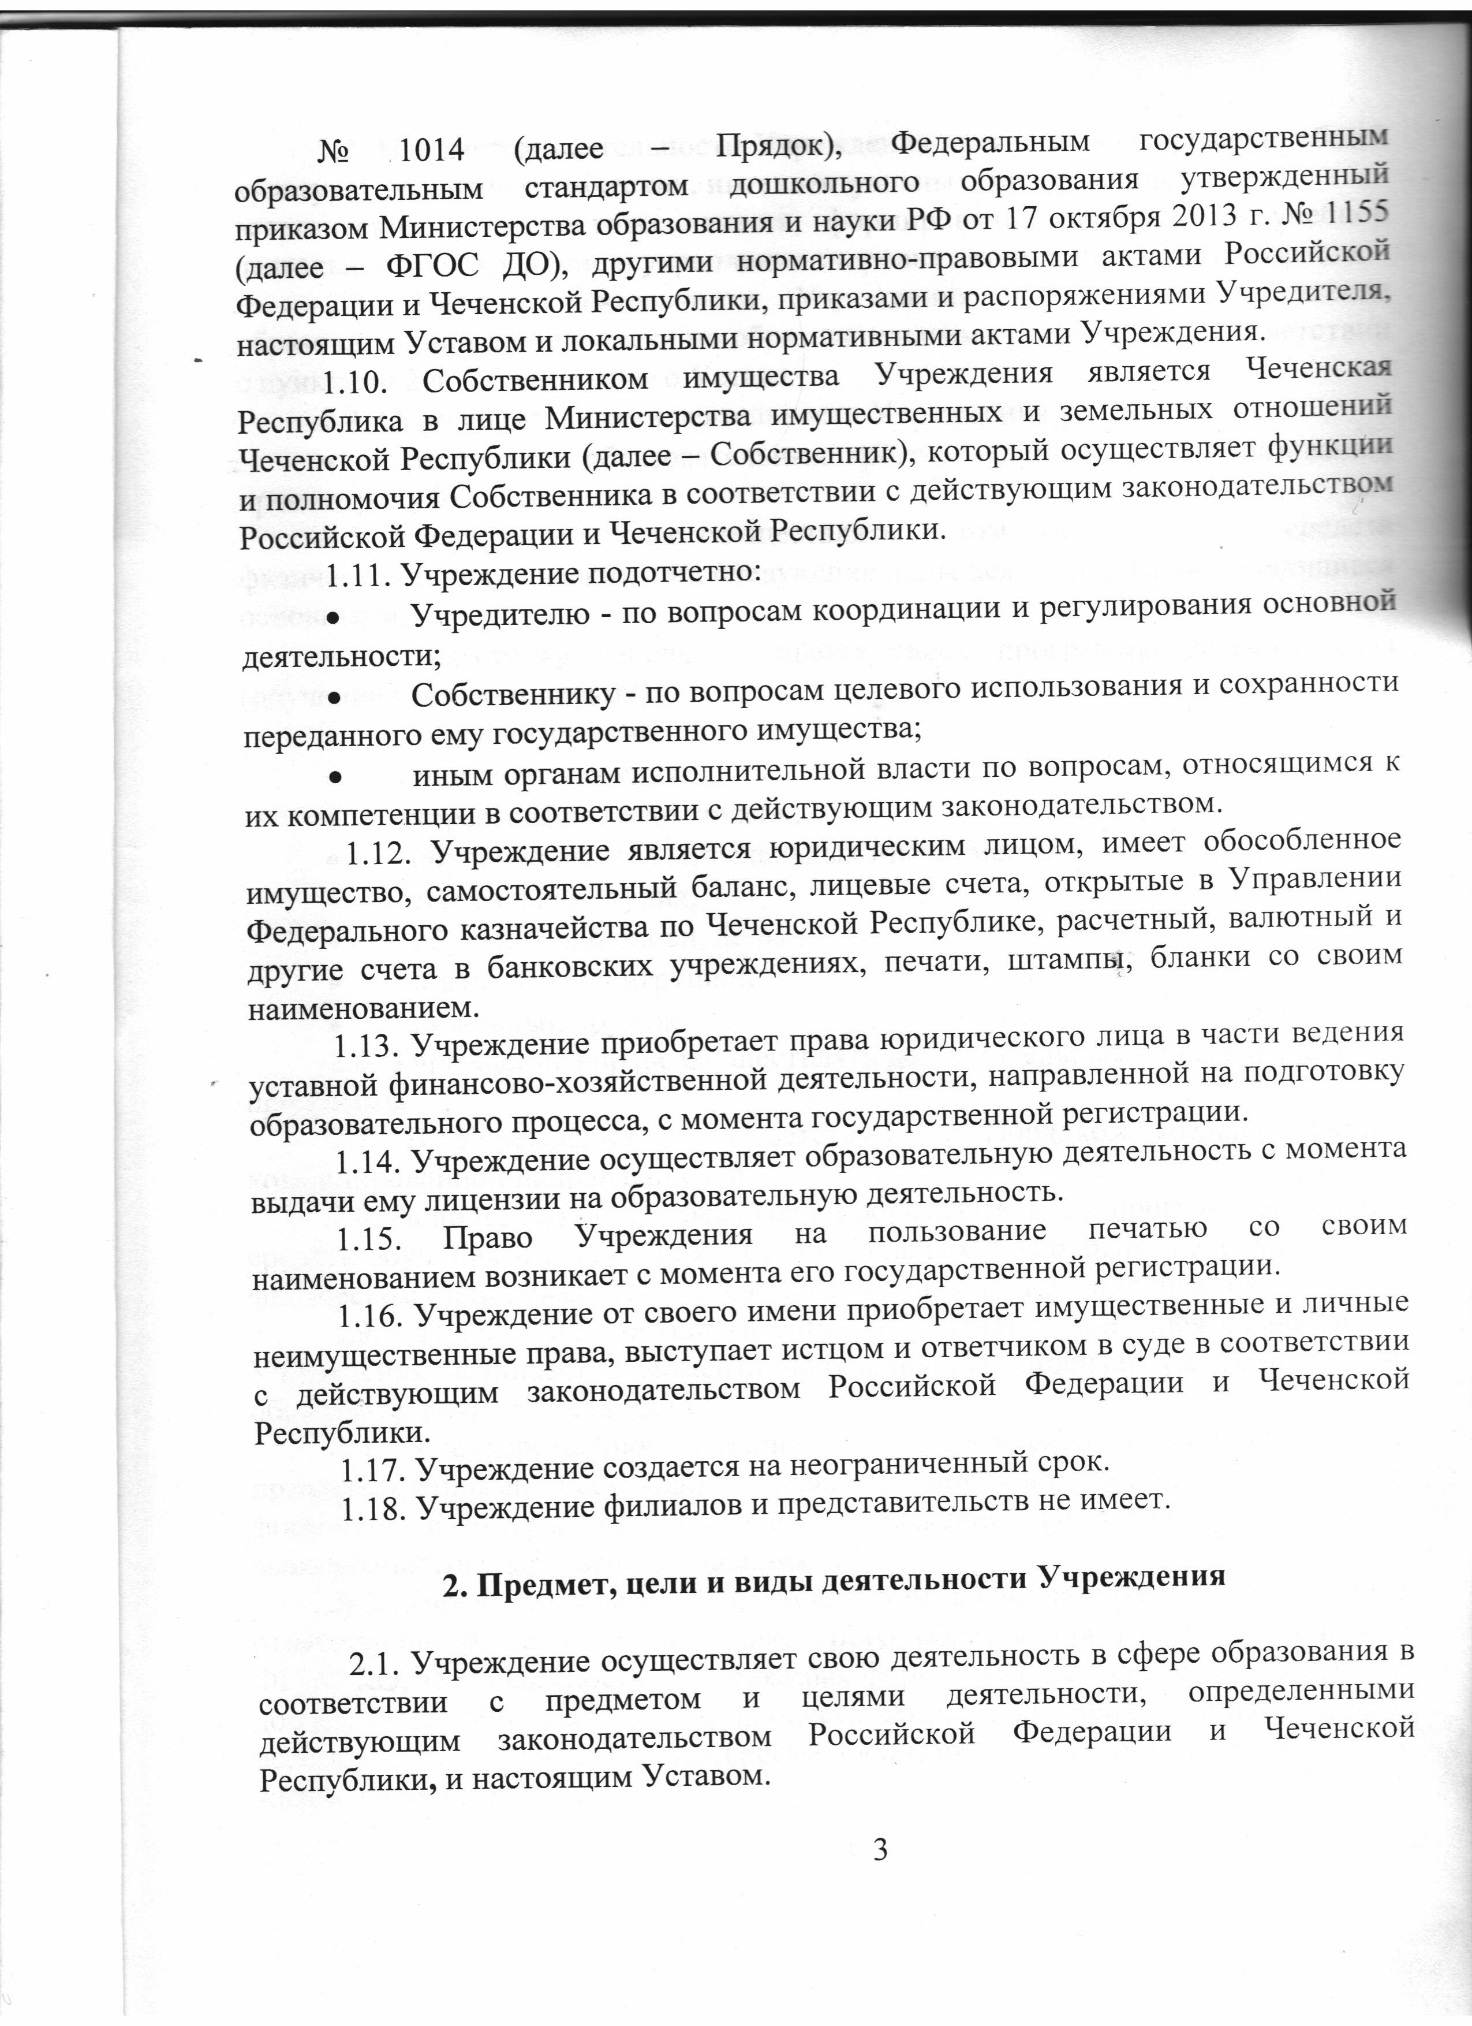 № 1014 (далее – Прядок), Федеральным государственным
образовательным стандартом дошкольного образования утвержденный
приказом Министерства образования и науки РФ от 17 октября 2013 г. № 1155
(далее – ФГОС ДО), другими нормативно-правовыми актами Российской
Федерации и Чеченской Республики, приказами и распоряжениями Учредителя,
настоящим Уставом и локальными нормативными актами Учреждения.
1.10. Собственником имущества Учреждения является Чеченская
Республика в лице Министерства имущественных и земельных отношений
Чеченской Республики (далее – Собственник), который осуществляет функции
и полномочия Собственника в соответствии с действующим законодательством
Российской Федерации и Чеченской Республики.
1.11. Учреждение подотчетно:
• Учредителю - по вопросам координации и регулирования основной
деятельности;
• Собственнику - по вопросам целевого использования и сохранности
переданного ему государственного имущества;
• иным органам исполнительной власти по вопросам, относящимся к
их компетенции в соответствии с действующим законодательством.
1.12. Учреждение является юридическим лицом, имеет обособленное
имущество, самостоятельный баланс, лицевые счета, открытые в Управлении
Федерального казначейства по Чеченской Республике, расчетный, валютный и
другие счета в банковских учреждениях, печати, штампы, бланки со своим
наименованием.
1.13. Учреждение приобретает права юридического лица в части ведения
уставной финансово-хозяйственной деятельности, направленной на подготовку
образовательного процесса, с момента государственной регистрации.
1.14. Учреждение осуществляет образовательную деятельность с момента
выдачи ему лицензии на образовательную деятельность.
1.15. Право Учреждения на пользование печатью со своим
наименованием возникает с момента его государственной регистрации.
1.16. Учреждение от своего имени приобретает имущественные и личные
неимущественные права, выступает истцом и ответчиком в суде в соответствии
с действующим законодательством Российской Федерации и Чеченской
Республики.
1.17. Учреждение создается на неограниченный срок.
1.18. Учреждение филиалов и представительств не имеет.
2. Предмет, цели и виды деятельности Учреждения
2.1. Учреждение осуществляет свою деятельность в сфере образования в
соответствии с предметом и целями деятельности, определенными
действующим законодательством Российской Федерации и Чеченской
Республики, и настоящим Уставом.
3